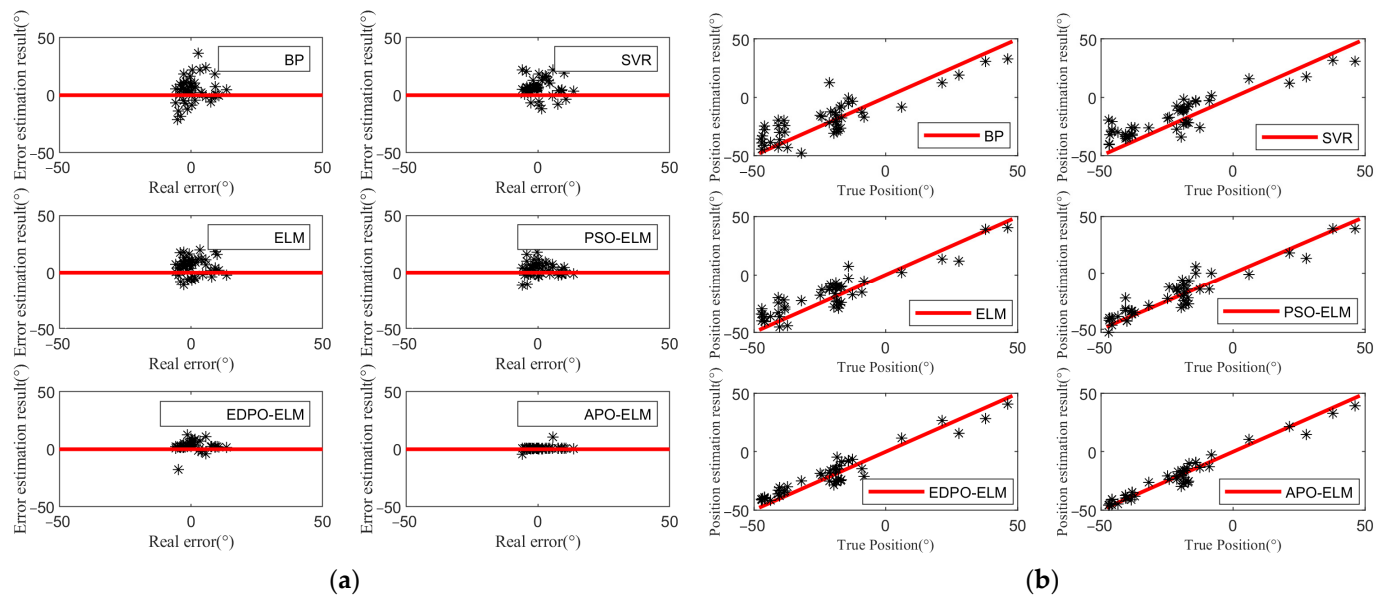 Error estimation result(°)
50
0
−50
−50
0
50
Real error(°)
BP
Error estimation result(°)
50
0
−50
−50
0
50
Real error(°)
SVR
Error estimation result(°)
50
0
−50
−50
0
50
Real error(°)
ELM
Error estimation result(°)
50
0
−50
−50
0
50
Real error(°)
PSO-ELM
Error estimation result(°)
50
0
−50
−50
0
50
Real error(°)
EDPO-ELM
Error estimation result(°)
50
0
−50
−50
0
50
Real error(°)
APO-ELM
(a)
Position estimation result(°)
50
0
−50
−50
0
50
True Position(°)
BP
Position estimation result(°)
50
0
−50
−50
0
50
True Position(°)
SVR
Position estimation result(°)
50
0
−50
−50
0
50
True Position(°)
ELM
Position estimation result(°)
50
0
−50
−50
0
50
True Position(°)
PSO-ELM
Position estimation result(°)
50
0
−50
−50
0
50
True Position(°)
EDPO-ELM
Position estimation result(°)
50
0
−50
−50
0
50
True Position(°)
APO-ELM
(b)